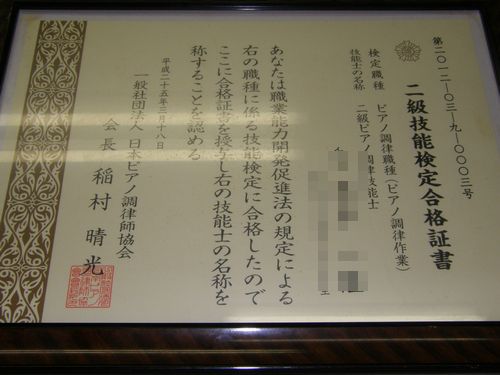 第二〇一二-〇三-九-〇〇〇三号
二級技能検定合格証書
検定職種 ピアノ調律職種(ピアノ調律作業)
技能士の名称 二級ピアノ調律技能士
あなたは職業能力開発促進法の規定による
右の職種に係る技能検定に合格したので
ここに合格証書を授与し右の技能士の名称を
称することを認める
平成二十五年三月十八日
一般社団法人 日本ピアノ調律師協会
会長 稲村晴光